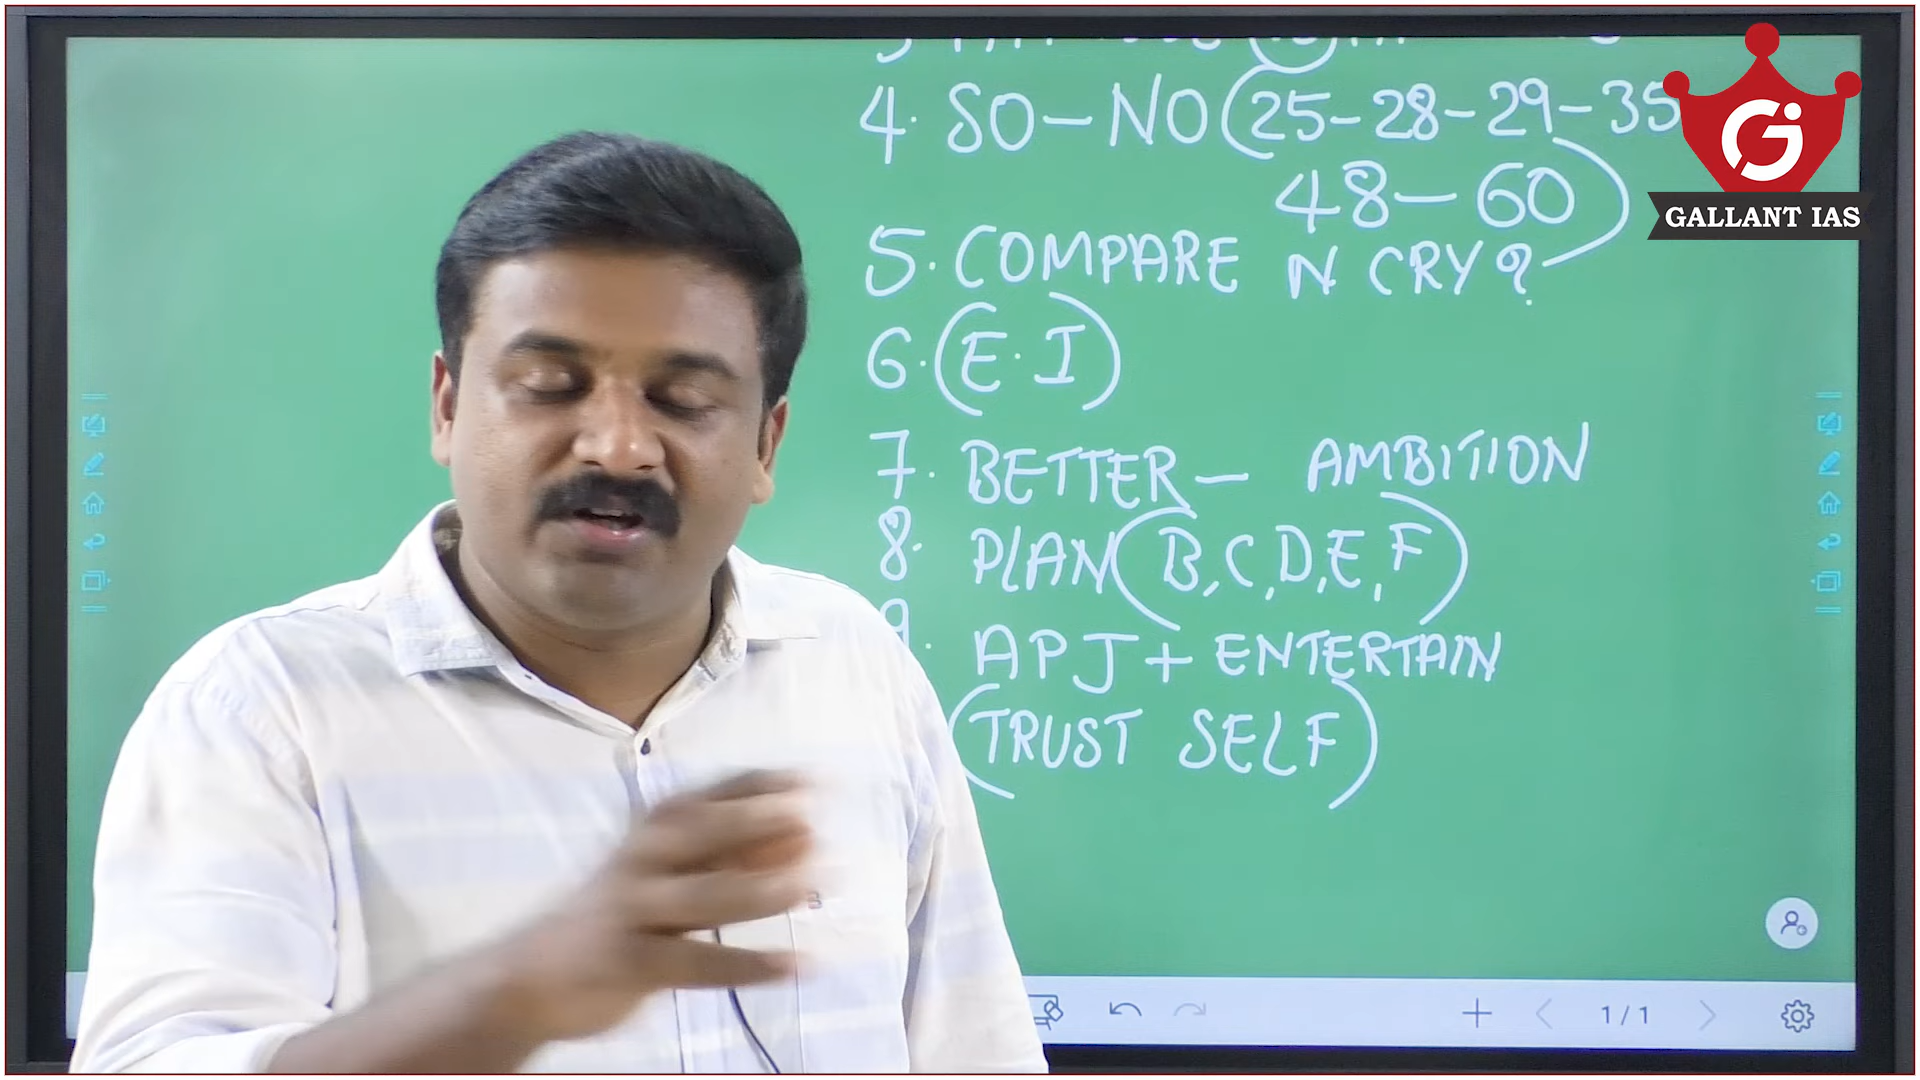 4. SO – NO (25 – 28 – 29 – 35
48 – 60)
5. COMPARE N CRY?
6. (E. I)
7. BETTER – AMBITION
8. PLAN (B, C, D, E, F)
9. APJ + ENTERTAIN
(TRUST SELF)
GALLANT IAS
1/1